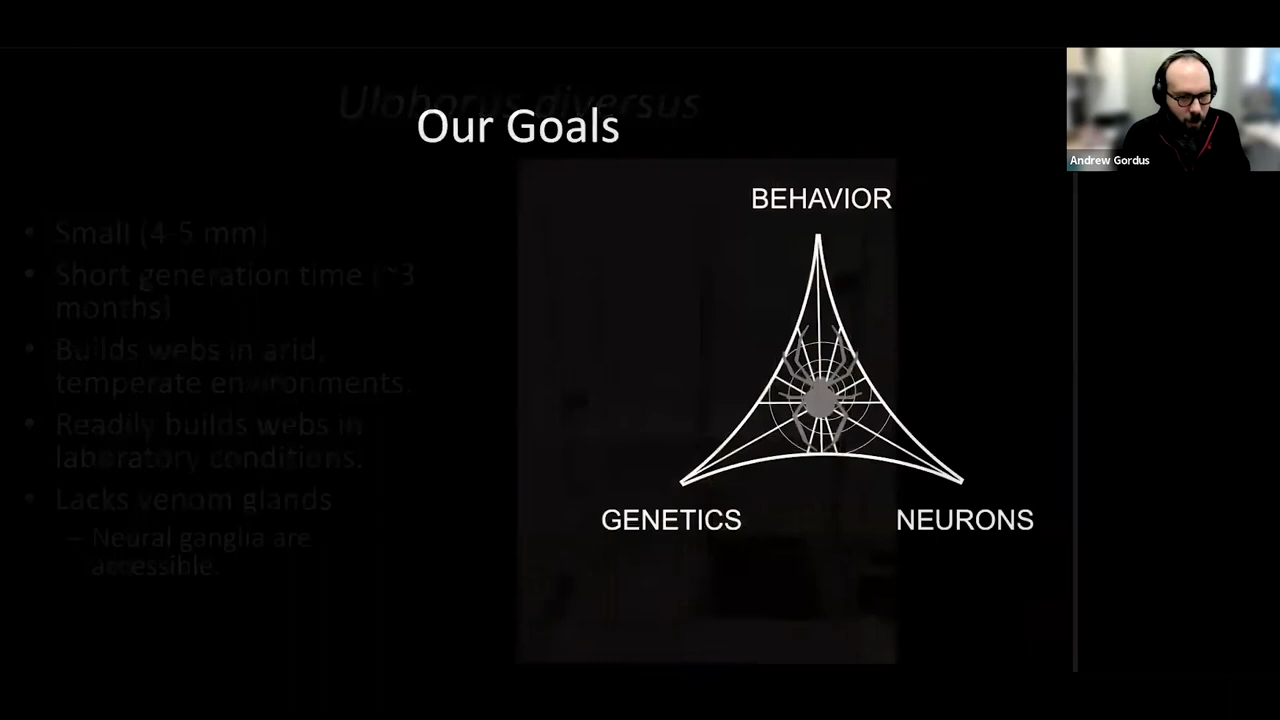 Uloborus diversus
Our Goals
BEHAVIOR
GENETICS
NEURONS
• Small (4-5 mm)
• Short generation time (~3
months)
• Builds webs in arid,
temperate environments.
• Readily builds webs in
laboratory conditions.
• Lacks venom glands
– Neural ganglia are
accessible.
Andrew Gordus